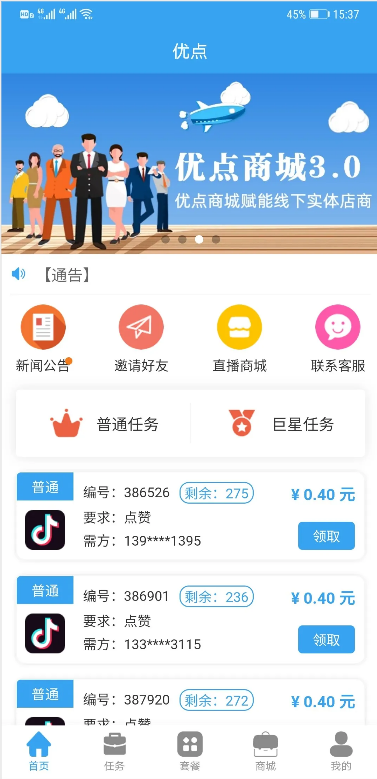 HD 4G 4G 45% 15:37
优点
优点商城3.0
优点商城赋能线下实体店商
【通告】
新闻公告 邀请好友 直播商城 联系客服
普通任务 巨星任务
普通 编号：386526 剩余：275 ¥ 0.40 元
要求：点赞
需方：139****1395 领取
普通 编号：386901 剩余：236 ¥ 0.40 元
要求：点赞
需方：133****3115 领取
普通 编号：387920 剩余：272 ¥ 0.40 元
要求：点赞
首页 任务 套餐 商城 我的